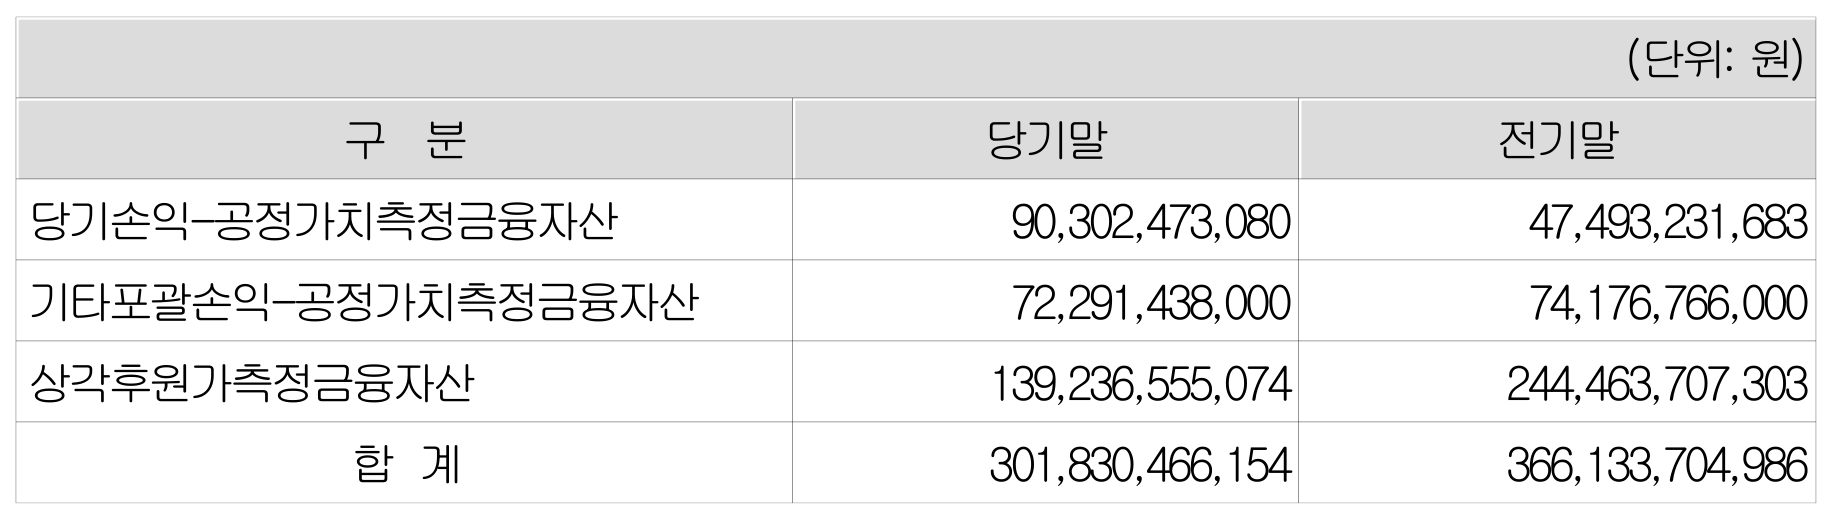 (단위: 원)
구 분 당기말 전기말
당기손익-공정가치측정금융자산 90,302,473,080 47,493,231,683
기타포괄손익-공정가치측정금융자산 72,291,438,000 74,176,766,000
상각후원가측정금융자산 139,236,555,074 244,463,707,303
합 계 301,830,466,154 366,133,704,986